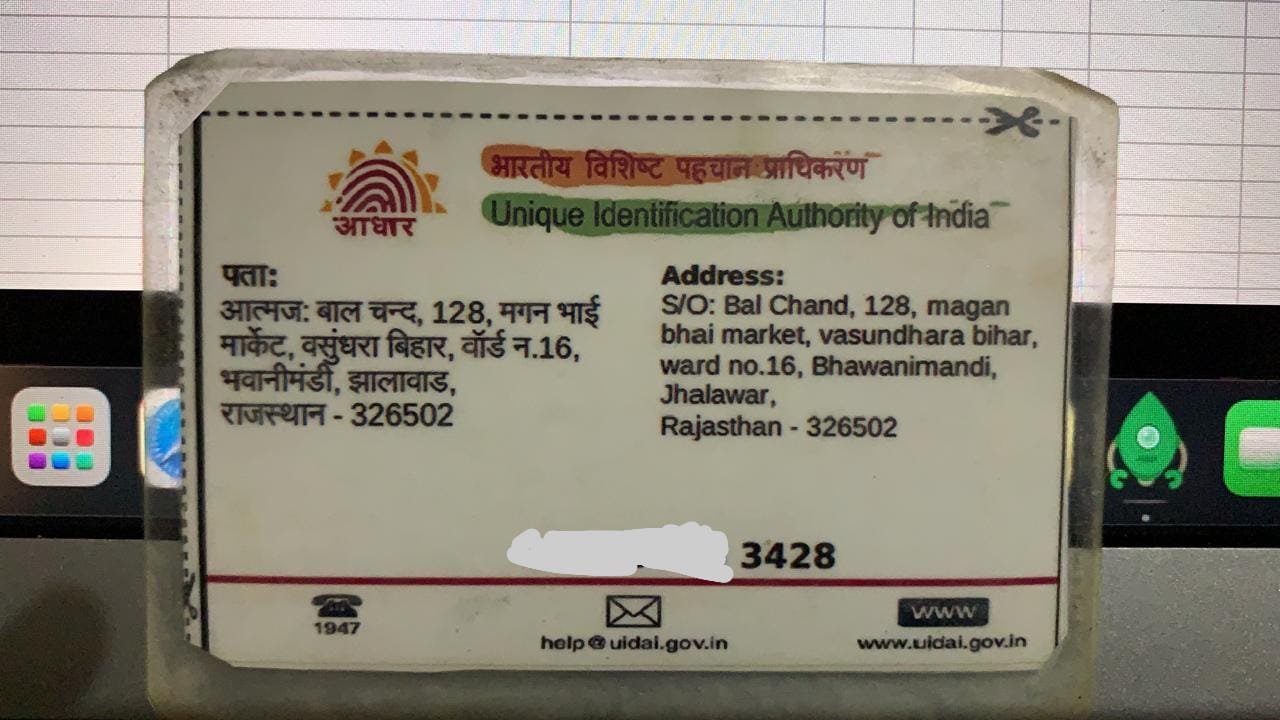 भारतीय विशिष्ट पहचान प्राधिकरण
Unique Identification Authority of India
आधार
पता:
आत्मज: बाल चन्द, 128, मगन भाई
मार्केट, वसुंधरा बिहार, वॉर्ड न.16,
भवानीमंडी, झालावाड,
राजस्थान - 326502
Address:
S/O: Bal Chand, 128, magan
bhai market, vasundhara bihar,
ward no.16, Bhawanimandi,
Jhalawar,
Rajasthan - 326502
3428
1947
help@uidai.gov.in
www
www.uidai.gov.in